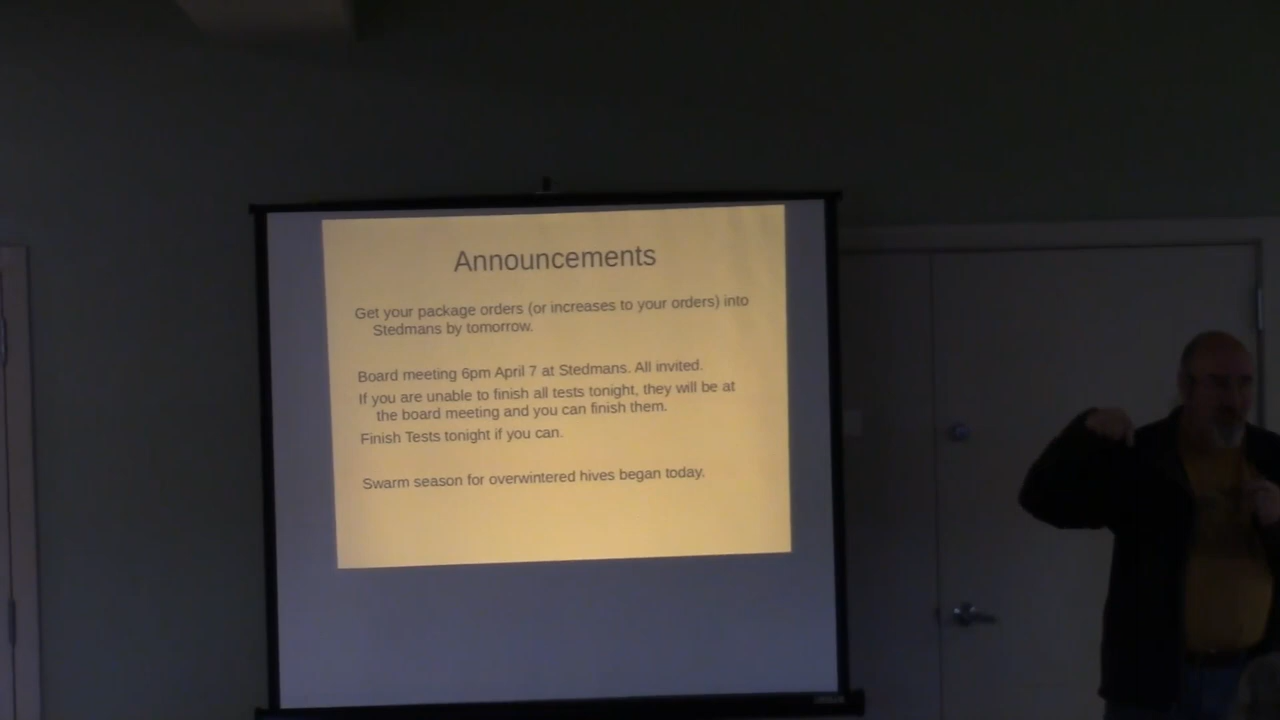 Announcements
Get your package orders (or increases to your orders) into
Stedmans by tomorrow.
Board meeting 6pm April 7 at Stedmans. All invited.
If you are unable to finish all tests tonight, they will be at
the board meeting and you can finish them.
Finish Tests tonight if you can.
Swarm season for overwintered hives began today.